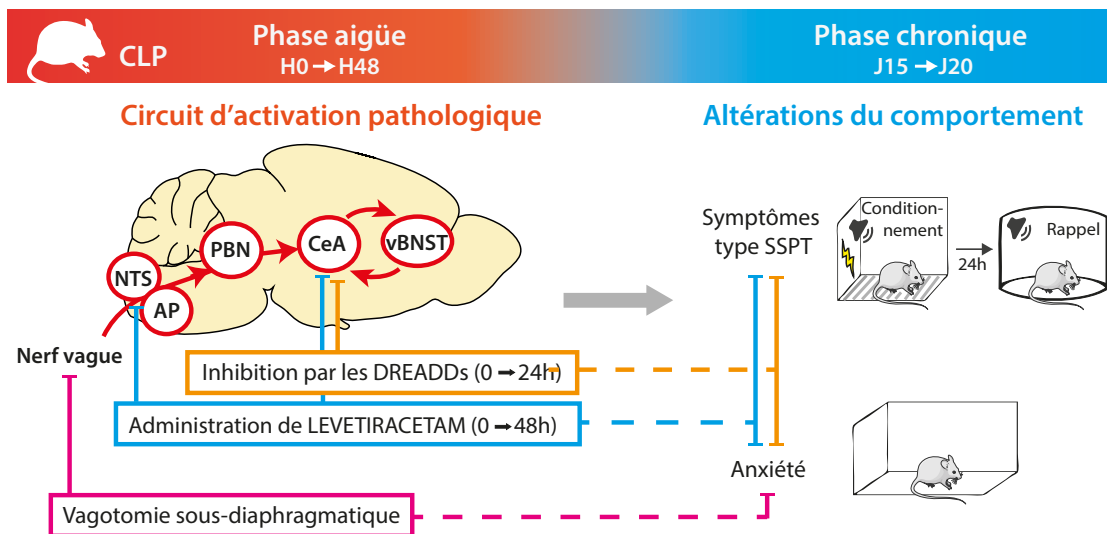 CLP
Phase aigüe
H0 → H48
Phase chronique
J15 → J20
Circuit d'activation pathologique
Altérations du comportement
NTS
AP
PBN
CeA
vBNST
Nerf vague
Symptômes
type SSPT
Condition-
nement
24h
Rappel
Inhibition par les DREADDs (0 → 24h)
Administration de LEVETIRACETAM (0 → 48h)
Anxiété
Vagotomie sous-diaphragmatique